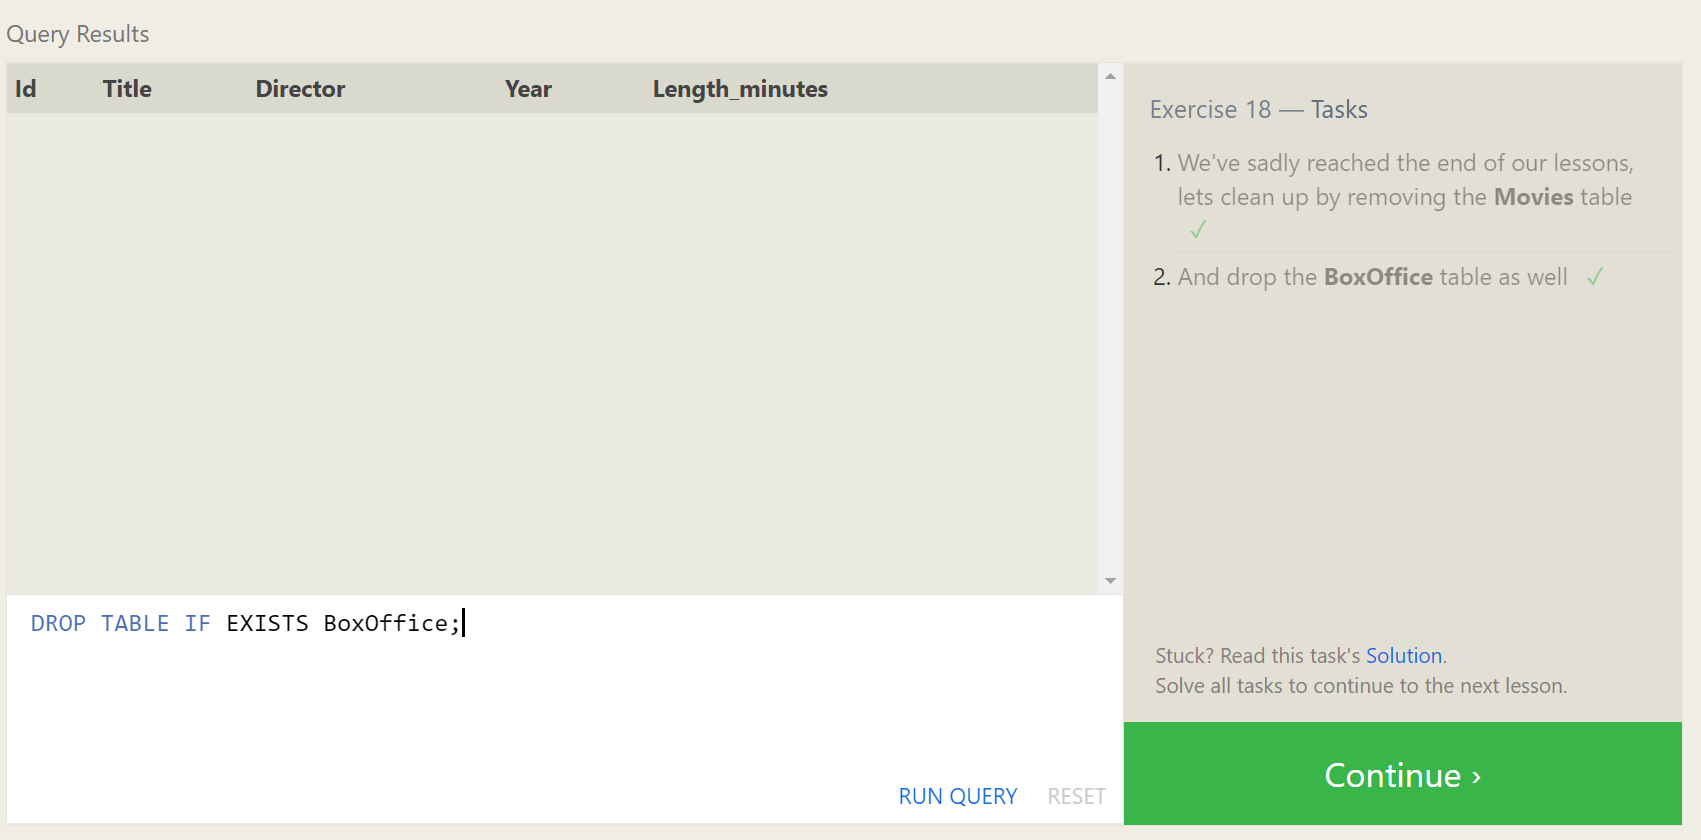 Query Results
Id Title Director Year Length_minutes
Exercise 18 — Tasks
1. We've sadly reached the end of our lessons,
lets clean up by removing the Movies table
✓
2. And drop the BoxOffice table as well ✓
DROP TABLE IF EXISTS BoxOffice;
Stuck? Read this task's Solution.
Solve all tasks to continue to the next lesson.
RUN QUERY RESET
Continue ›